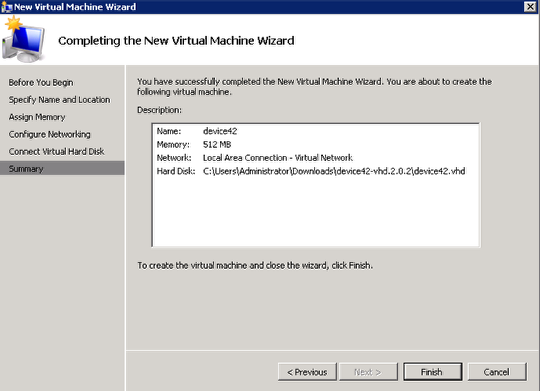 New Virtual Machine Wizard
Completing the New Virtual Machine Wizard
Before You Begin
Specify Name and Location
Assign Memory
Configure Networking
Connect Virtual Hard Disk
Summary
You have successfully completed the New Virtual Machine Wizard. You are about to create the
following virtual machine.
Description:
Name: device42
Memory: 512 MB
Network: Local Area Connection - Virtual Network
Hard Disk: C:\Users\Administrator\Downloads\device42-vhd.2.0.2\device42.vhd
To create the virtual machine and close the wizard, click Finish.
< Previous Next > Finish Cancel